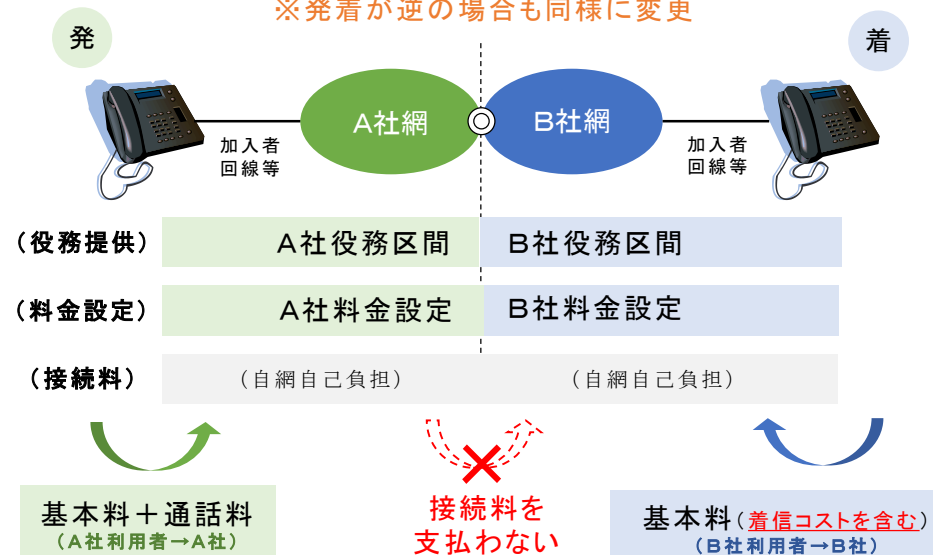 ※発着が逆の場合も同様に変更
発
着
A社網
B社網
加入者
回線等
加入者
回線等
(役務提供)
A社役務区間
B社役務区間
(料金設定)
A社料金設定
B社料金設定
(接続料)
(自網自己負担)
(自網自己負担)
基本料+通話料
(A社利用者→A社)
接続料を
支払わない
基本料(着信コストを含む)
(B社利用者→B社)